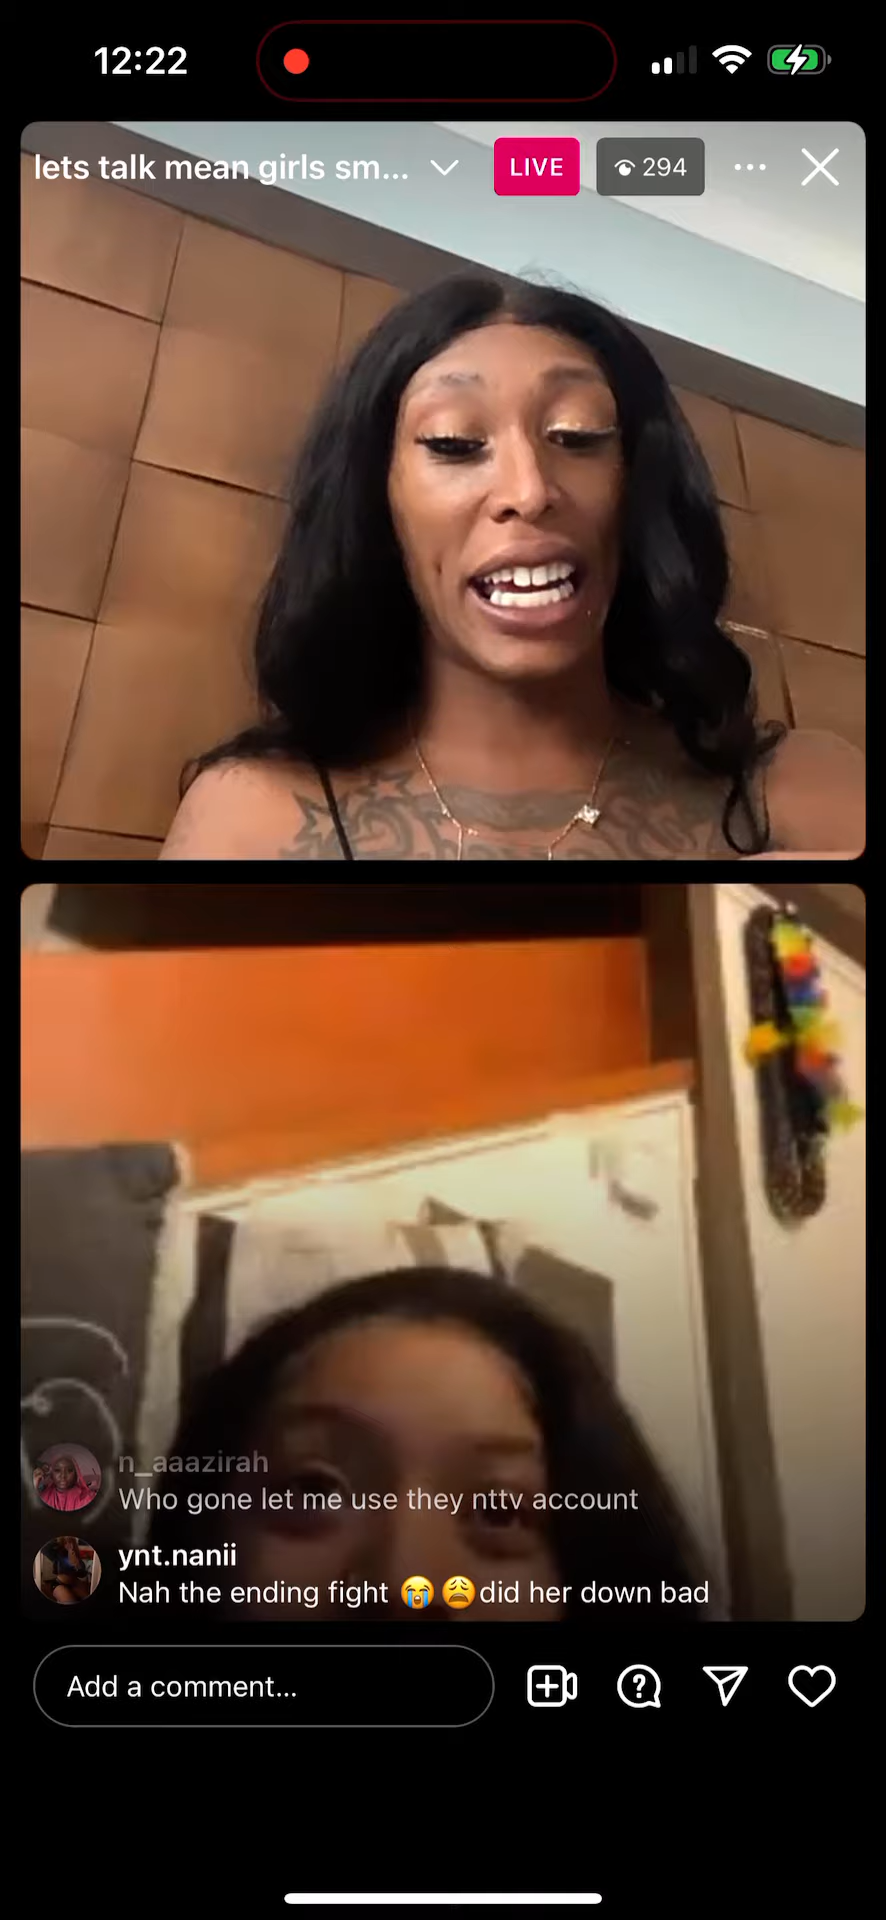 12:22
lets talk mean girls sm...
LIVE
294
n_aaazirah
Who gone let me use they nttv account
ynt.nanii
Nah the ending fight 😭😩did her down bad
Add a comment...